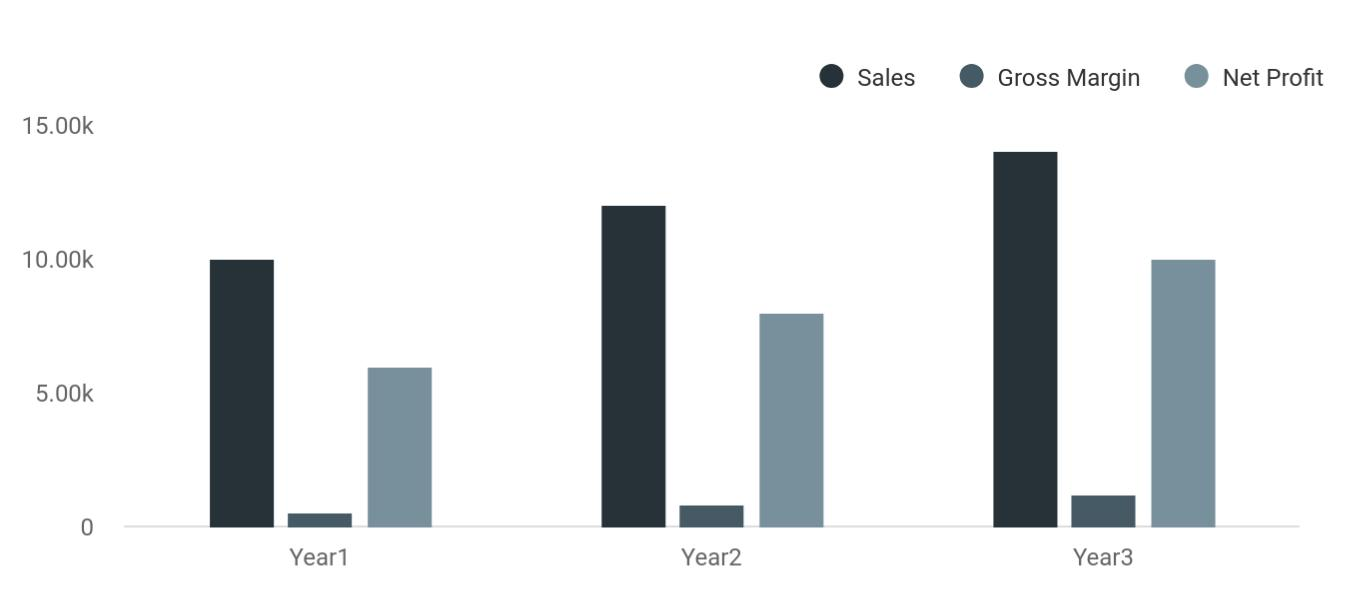 Sales Gross Margin Net Profit
15.00k
10.00k
5.00k
0
Year1 Year2 Year3